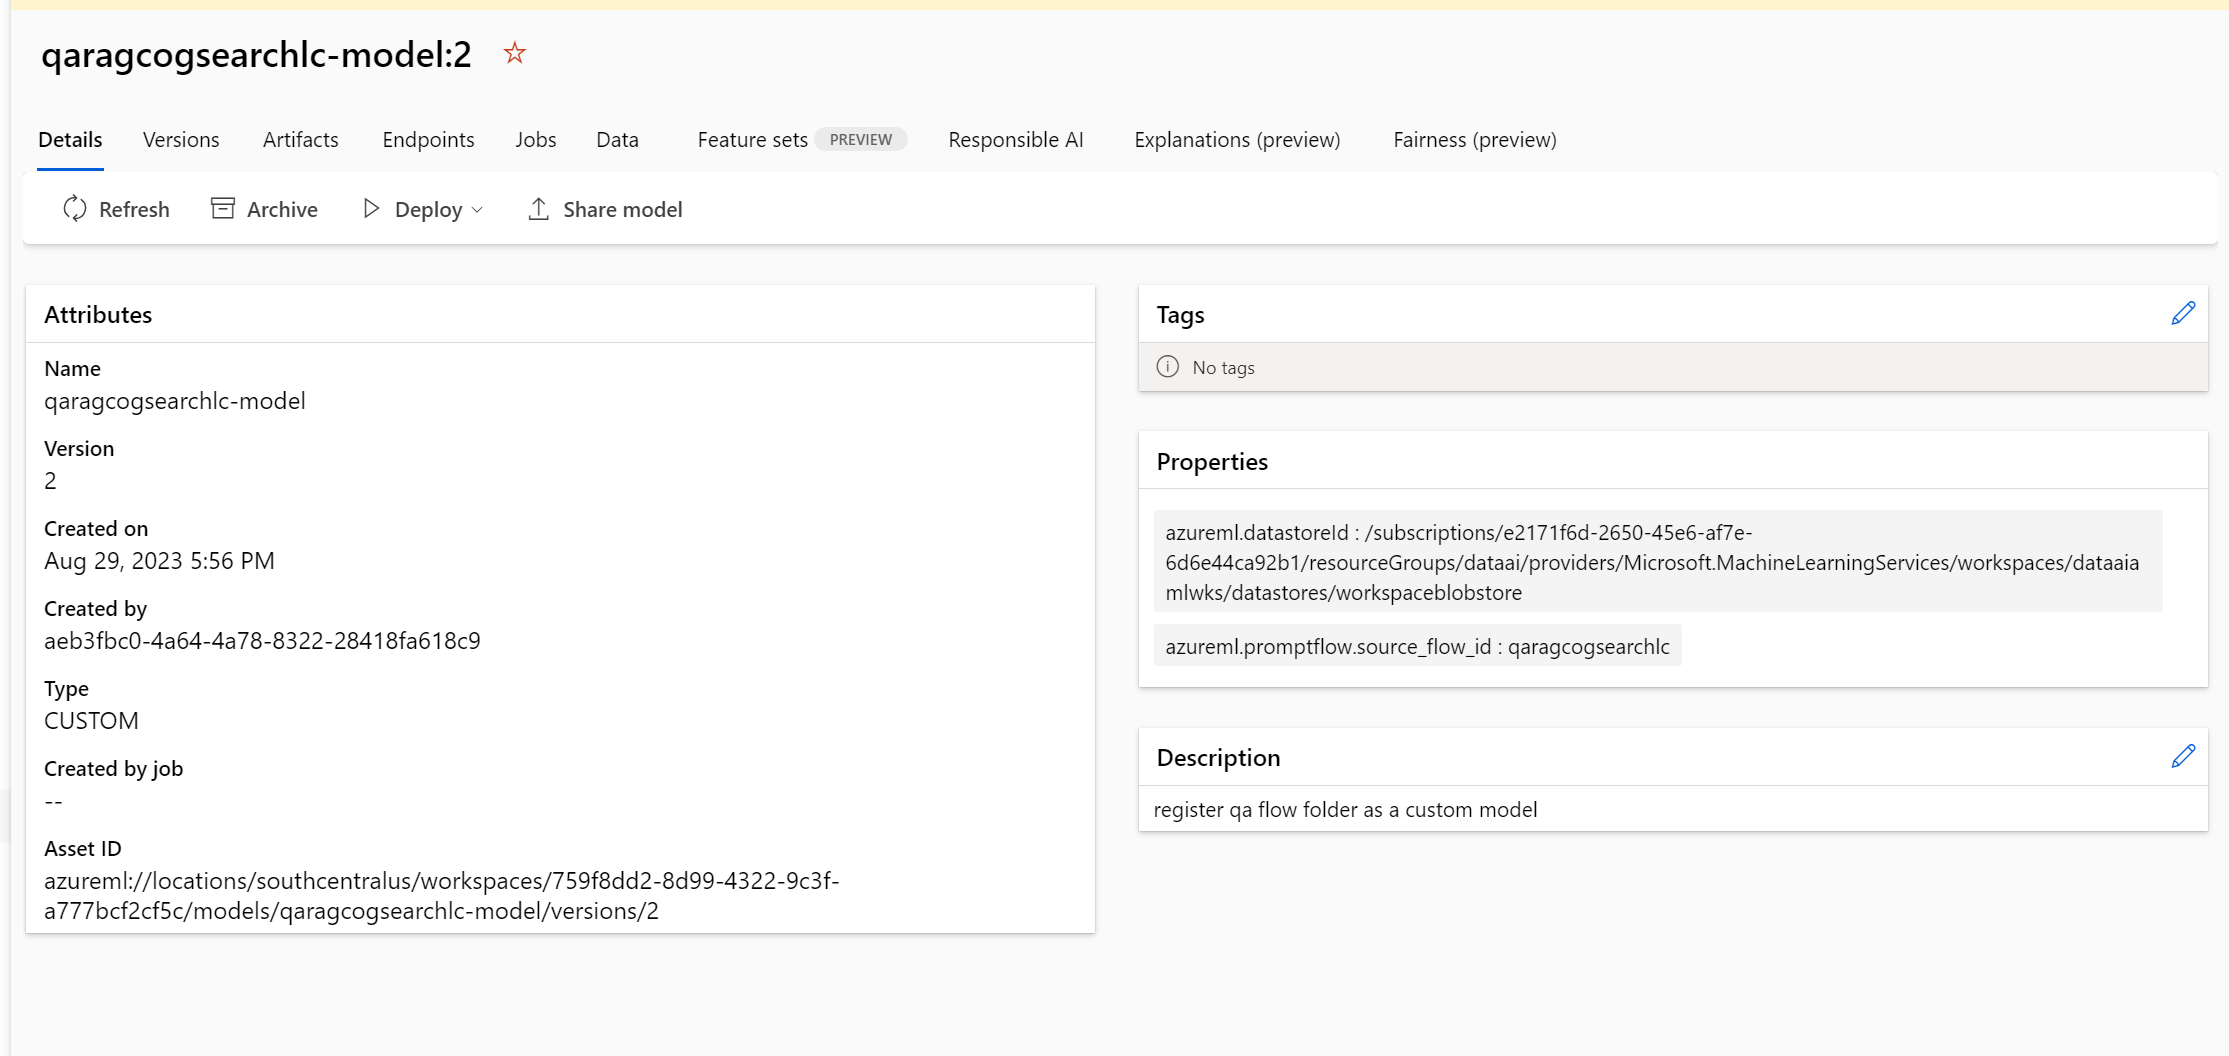 qaragcogsearchlc-model:2
Details Versions Artifacts Endpoints Jobs Data Feature sets PREVIEW Responsible AI Explanations (preview) Fairness (preview)
Refresh Archive Deploy Share model
Attributes
Name
qaragcogsearchlc-model
Version
2
Created on
Aug 29, 2023 5:56 PM
Created by
aeb3fbc0-4a64-4a78-8322-28418fa618c9
Type
CUSTOM
Created by job
--
Asset ID
azureml://locations/southcentralus/workspaces/759f8dd2-8d99-4322-9c3f-
a777bcf2cf5c/models/qaragcogsearchlc-model/versions/2
Tags
No tags
Properties
azureml.datastoreId : /subscriptions/e2171f6d-2650-45e6-af7e-
6d6e44ca92b1/resourceGroups/dataai/providers/Microsoft.MachineLearningServices/workspaces/dataaia
mlwks/datastores/workspaceblobstore
azureml.promptflow.source_flow_id : qaragcogsearchlc
Description
register qa flow folder as a custom model